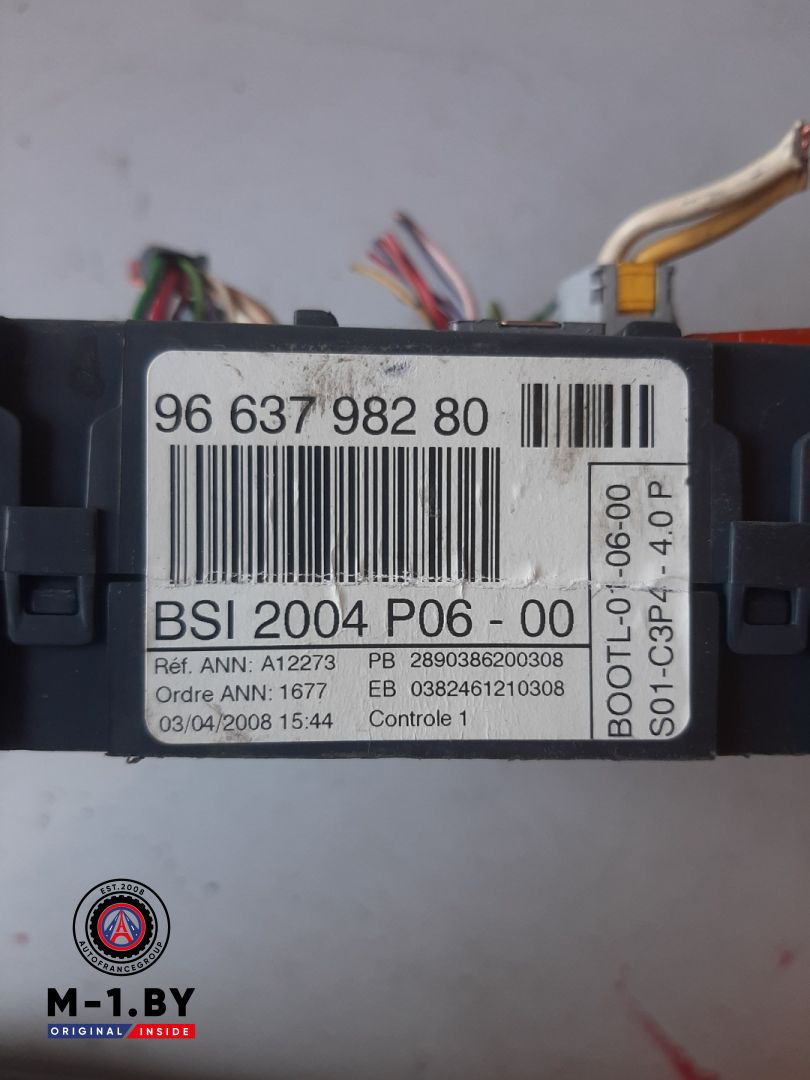 96 637 982 80
BSI 2004 P06 - 00
Réf. ANN: A12273
PB 2890386200308
Ordre ANN: 1677
EB 0382461210308
03/04/2008 15:44
Controle 1
BOOTL-01-06-00
S01-C3P4 - 4.0 P
EST.2008
AUTOFRANCEGROUP
M-1.BY
ORIGINAL INSIDE